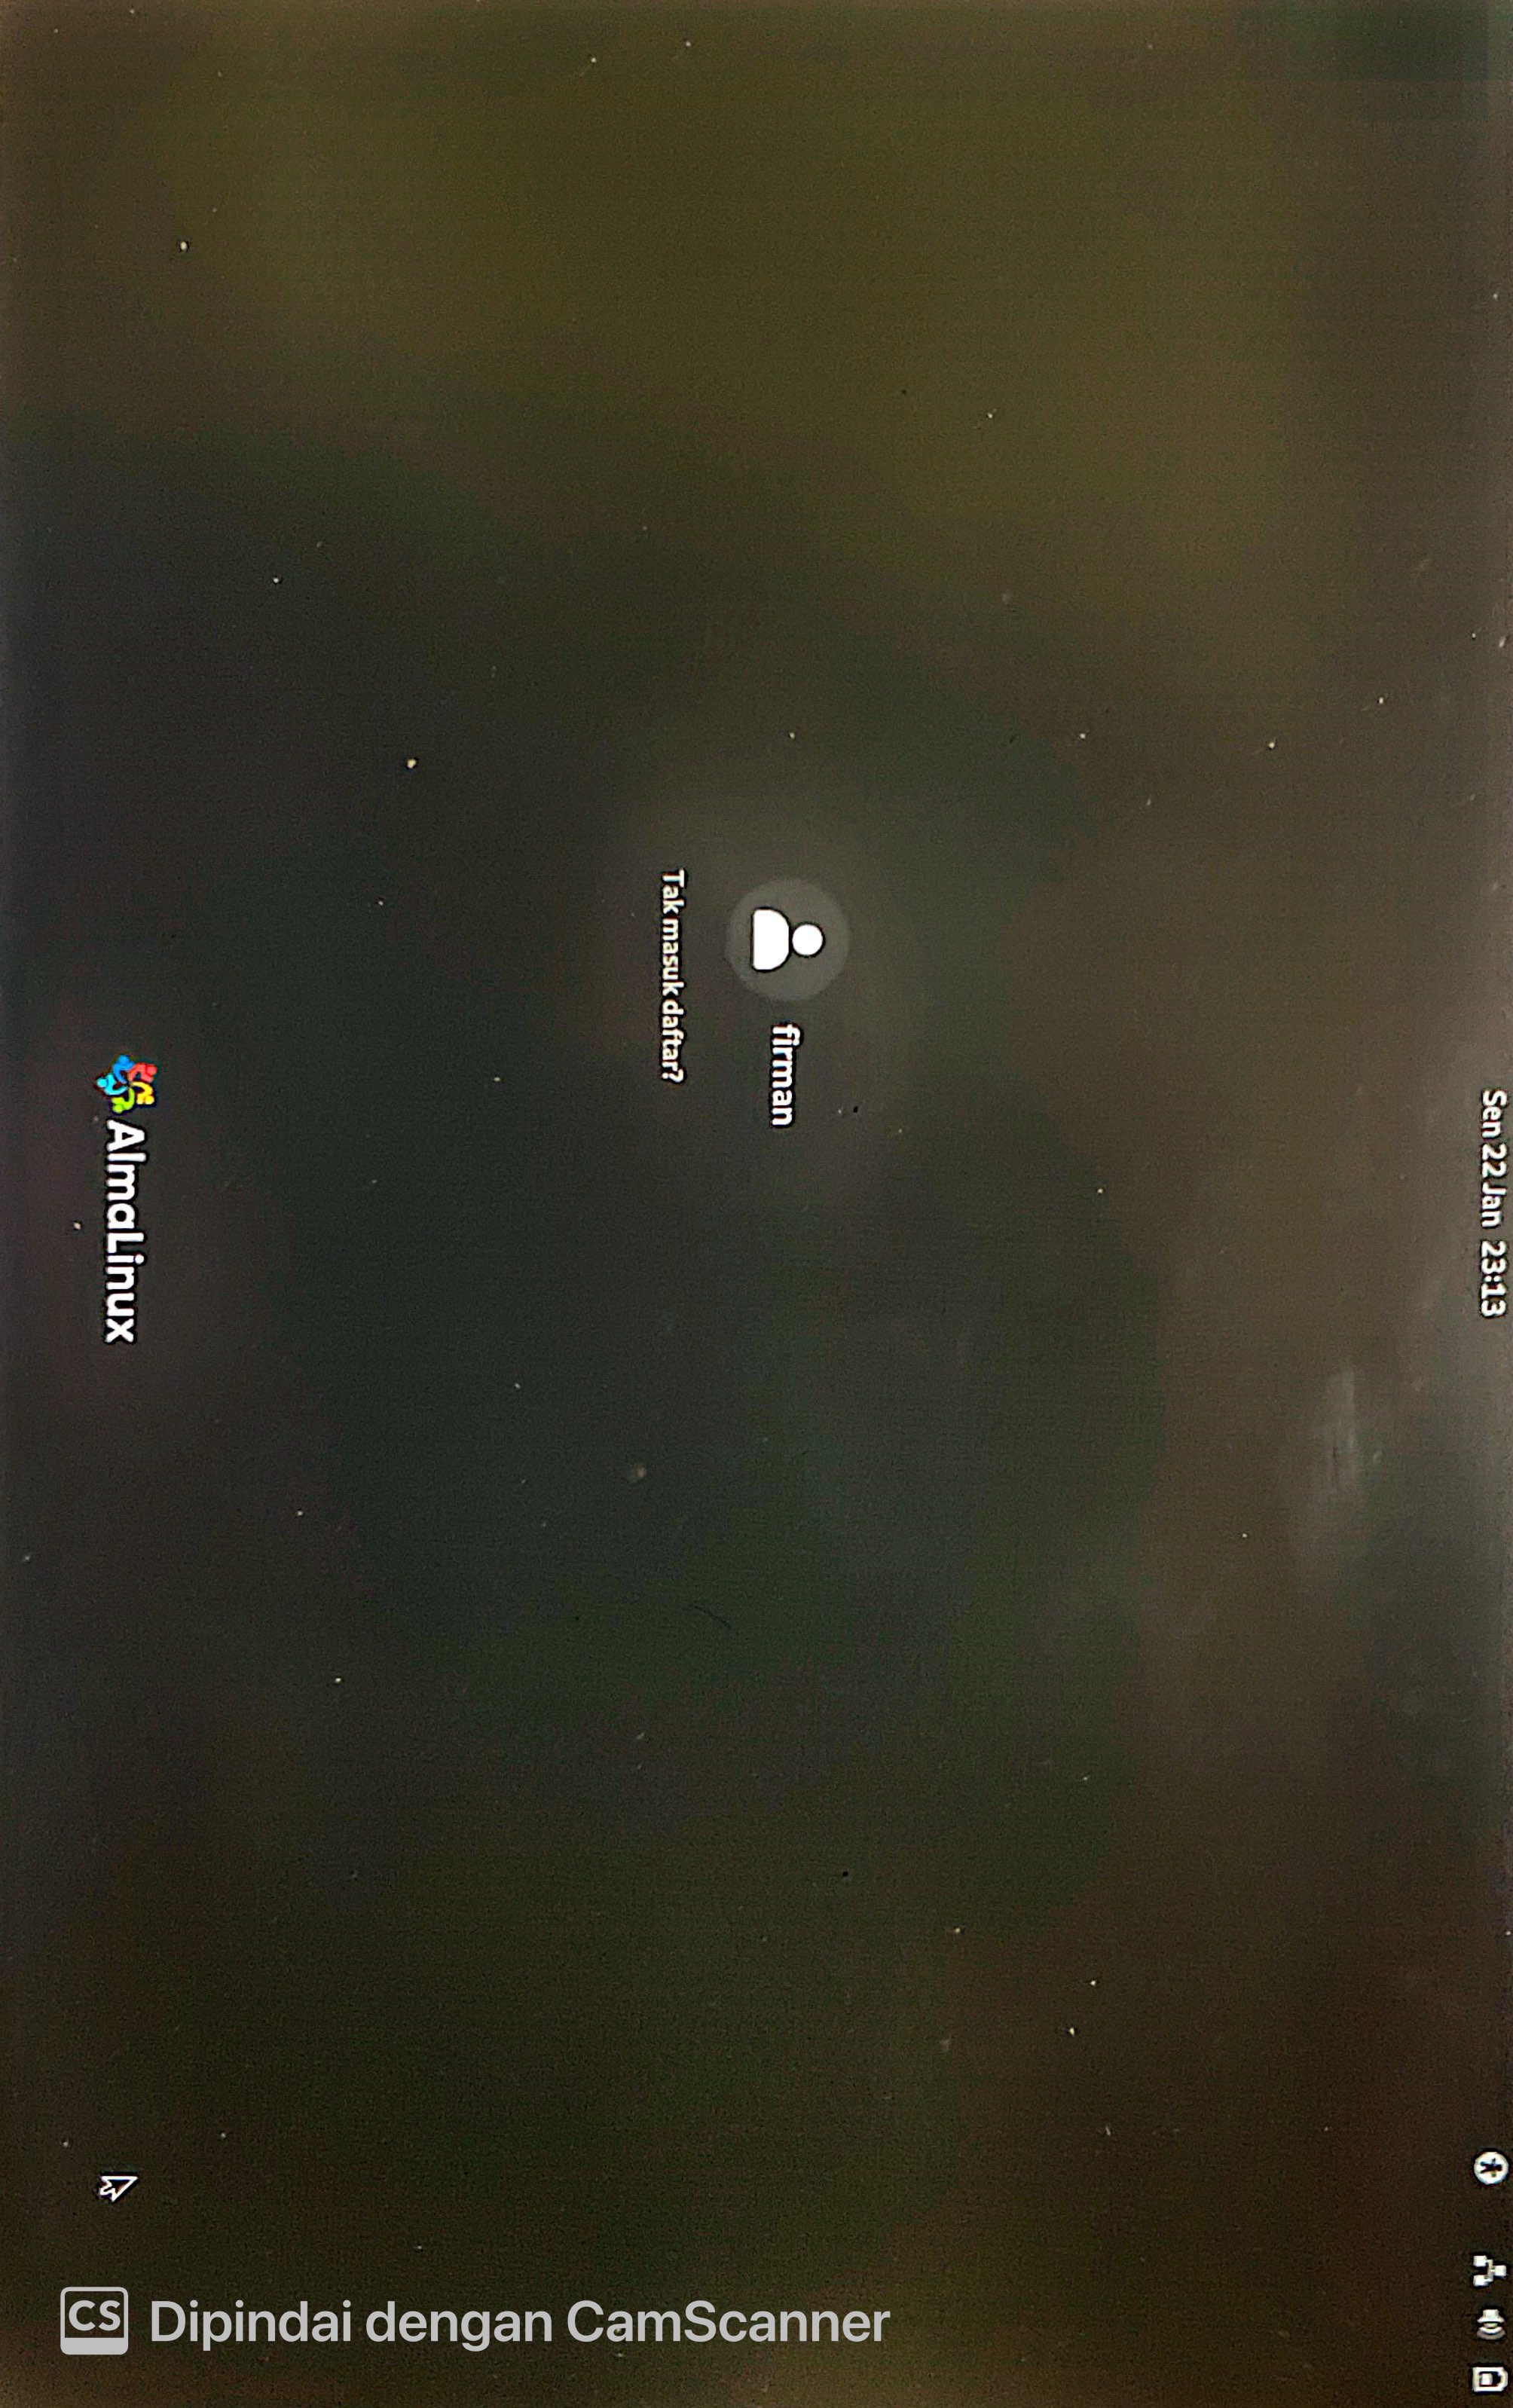 Sen 22 Jan 23:13
firman
Tak masuk daftar?
AlmaLinux
CS Dipindai dengan CamScanner